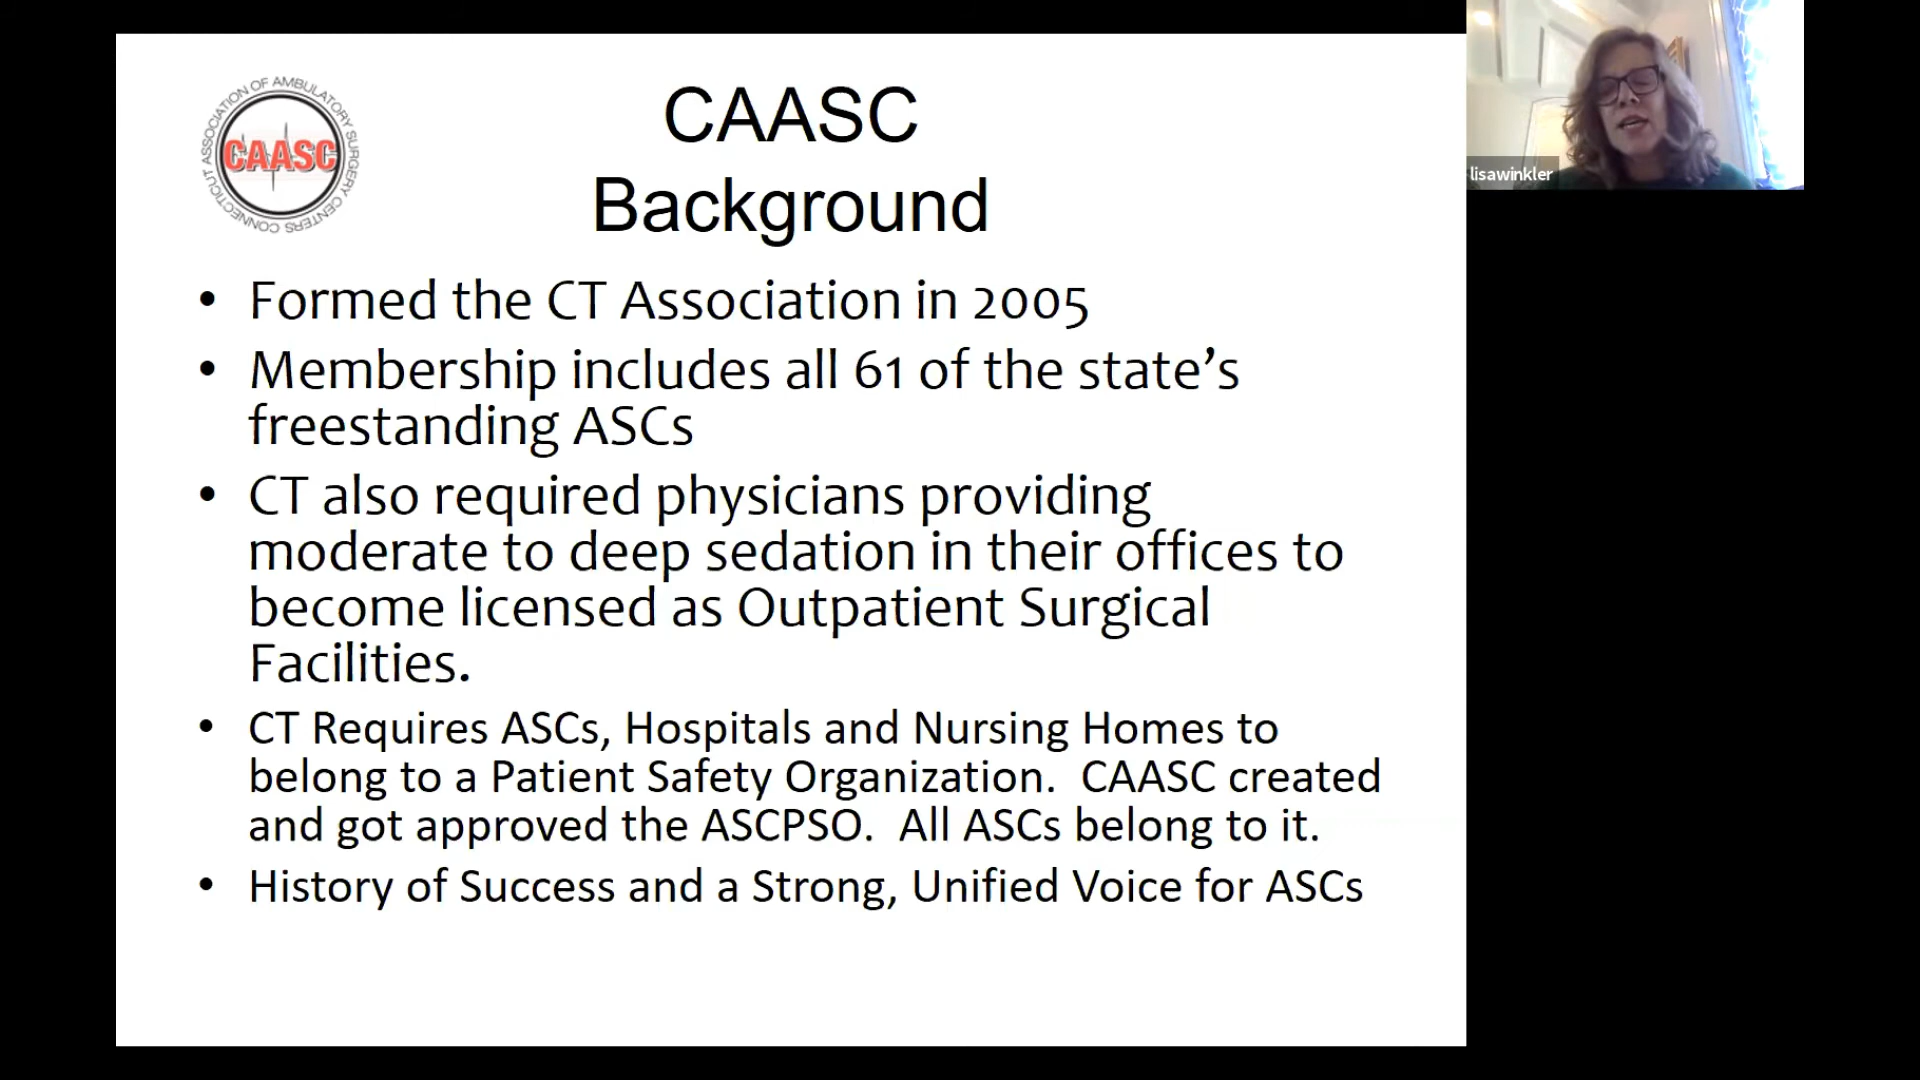 CONNECTICUT ASSOCIATION OF AMBULATORY SURGERY CENTERS
CAASC
CAASC
Background
• Formed the CT Association in 2005
• Membership includes all 61 of the state’s
freestanding ASCs
• CT also required physicians providing
moderate to deep sedation in their offices to
become licensed as Outpatient Surgical
Facilities.
• CT Requires ASCs, Hospitals and Nursing Homes to
belong to a Patient Safety Organization.  CAASC created
and got approved the ASCPSO.  All ASCs belong to it.
• History of Success and a Strong, Unified Voice for ASCs
lisawinkler